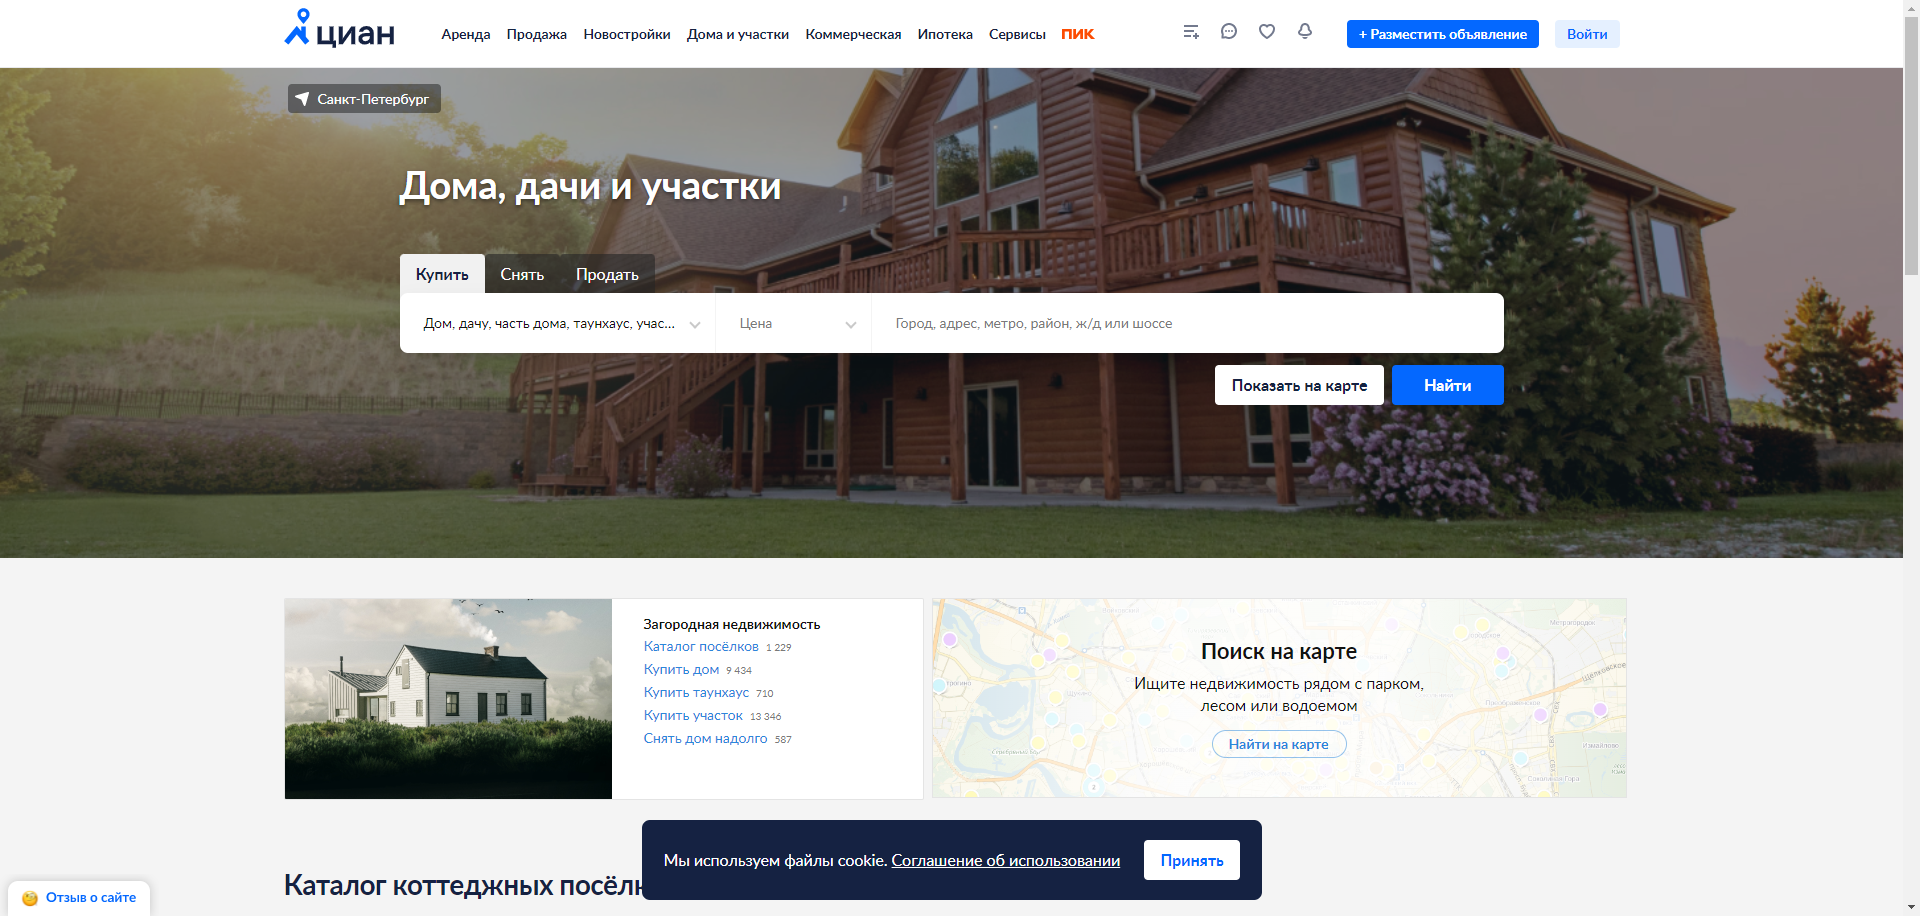 циан
Аренда Продажа Новостройки Дома и участки Коммерческая Ипотека Сервисы ПИК
+ Разместить объявление
Войти
Санкт-Петербург
Дома, дачи и участки
Купить Снять Продать
Дом, дачу, часть дома, таунхаус, учас...
Цена
Город, адрес, метро, район, ж/д или шоссе
Показать на карте
Найти
Загородная недвижимость
Каталог посёлков 1 229
Купить дом 9 434
Купить таунхаус 710
Купить участок 13 346
Снять дом надолго 587
Поиск на карте
Ищите недвижимость рядом с парком,
лесом или водоемом
Найти на карте
Мы используем файлы cookie. Соглашение об использовании
Принять
Каталог коттеджных
Отзыв о сайте